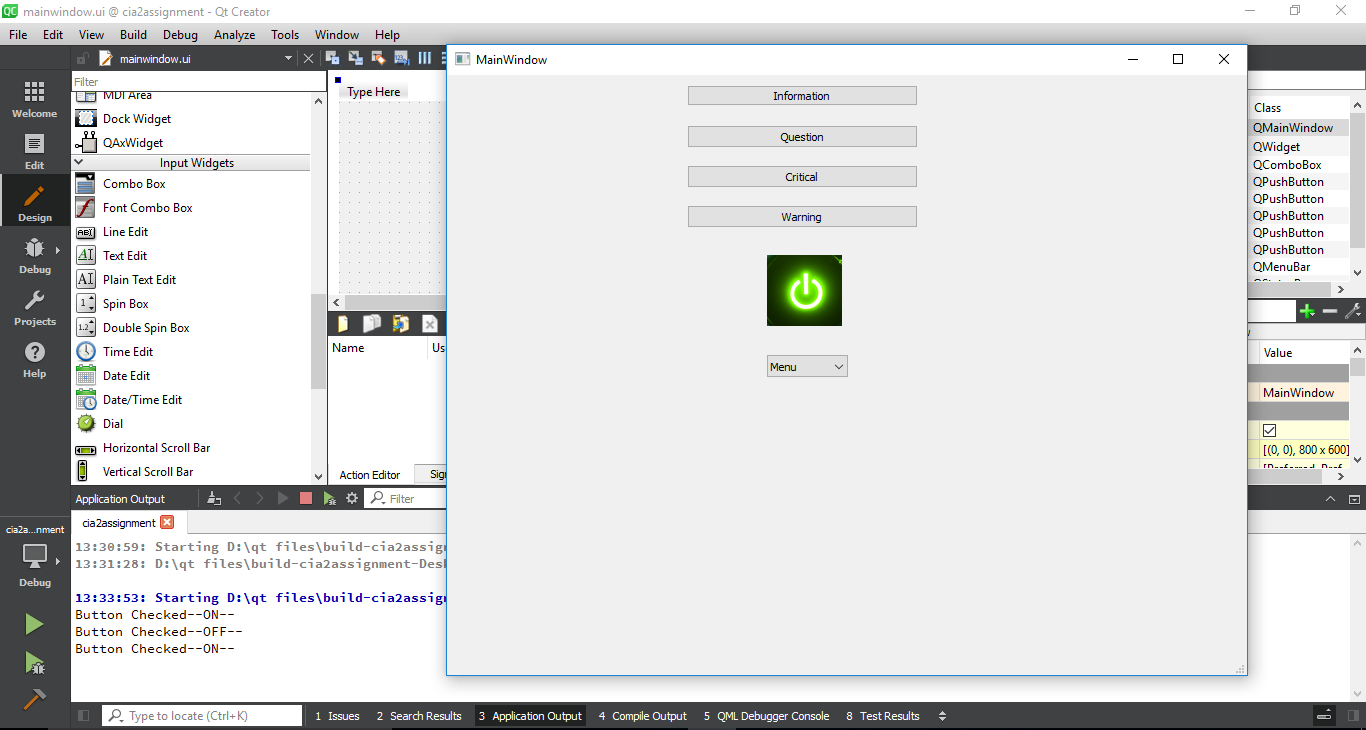 mainwindow.ui @ cia2assignment - Qt Creator
File Edit View Build Debug Analyze Tools Window Help
mainwindow.ui
Filter
MDI Area
Dock Widget
QAxWidget
Input Widgets
Combo Box
Font Combo Box
Line Edit
Text Edit
Plain Text Edit
Spin Box
Double Spin Box
Time Edit
Date Edit
Date/Time Edit
Dial
Horizontal Scroll Bar
Vertical Scroll Bar
Welcome
Edit
Design
Debug
Projects
Help
cia2a...nment
Debug
Type Here
Name Us
Action Editor Sig
MainWindow
Information
Question
Critical
Warning
Menu
Class
QMainWindow
QWidget
QComboBox
QPushButton
QPushButton
QPushButton
QPushButton
QPushButton
QMenuBar
Value
MainWindow
[(0, 0), 800 x 600]
Application Output
Filter
cia2assignment
13:30:59: Starting D:\qt files\build-cia2assig
13:31:28: D:\qt files\build-cia2assignment-Des
13:33:53: Starting D:\qt files\build-cia2assig
Button Checked--ON--
Button Checked--OFF--
Button Checked--ON--
Type to locate (Ctrl+K)
1 Issues 2 Search Results 3 Application Output 4 Compile Output 5 QML Debugger Console 8 Test Results